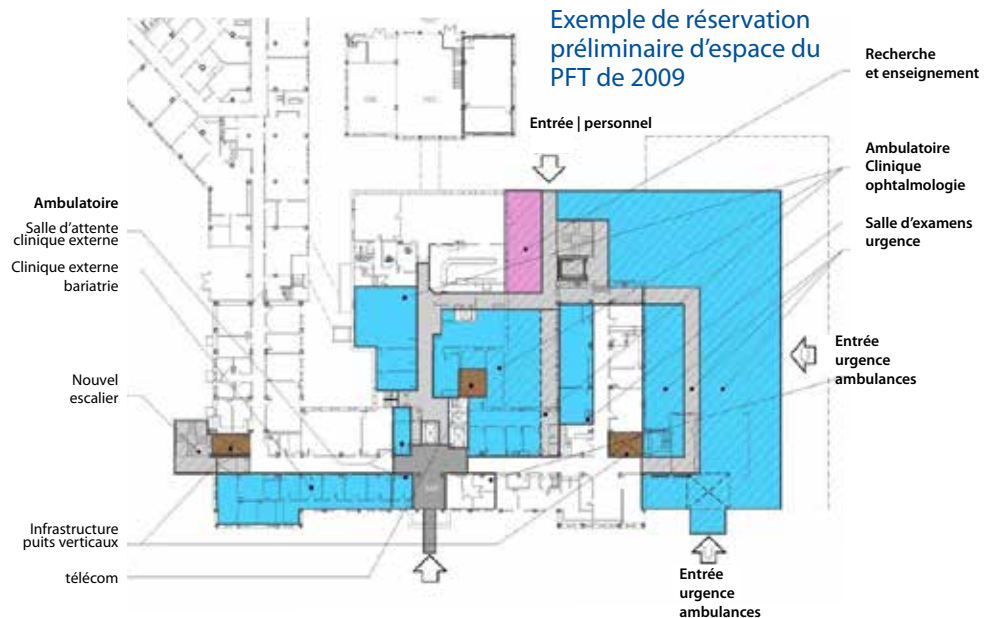 Exemple de réservation
préliminaire d’espace du
PFT de 2009
Recherche
et enseignement
Entrée | personnel
Ambulatoire
Clinique
ophtalmologie
Ambulatoire
Salle d’attente
clinique externe
Salle d’examens
urgence
Clinique externe
bariatrie
Entrée
urgence
ambulances
Nouvel
escalier
Infrastructure
puits verticaux
télécom
Entrée
urgence
ambulances